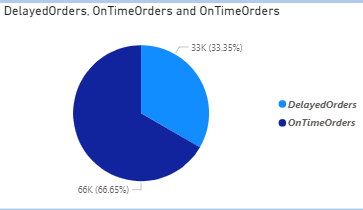 DelayedOrders, OnTimeOrders and OnTimeOrders
33K (33.35%)
DelayedOrders
OnTimeOrders
66K (66.65%)